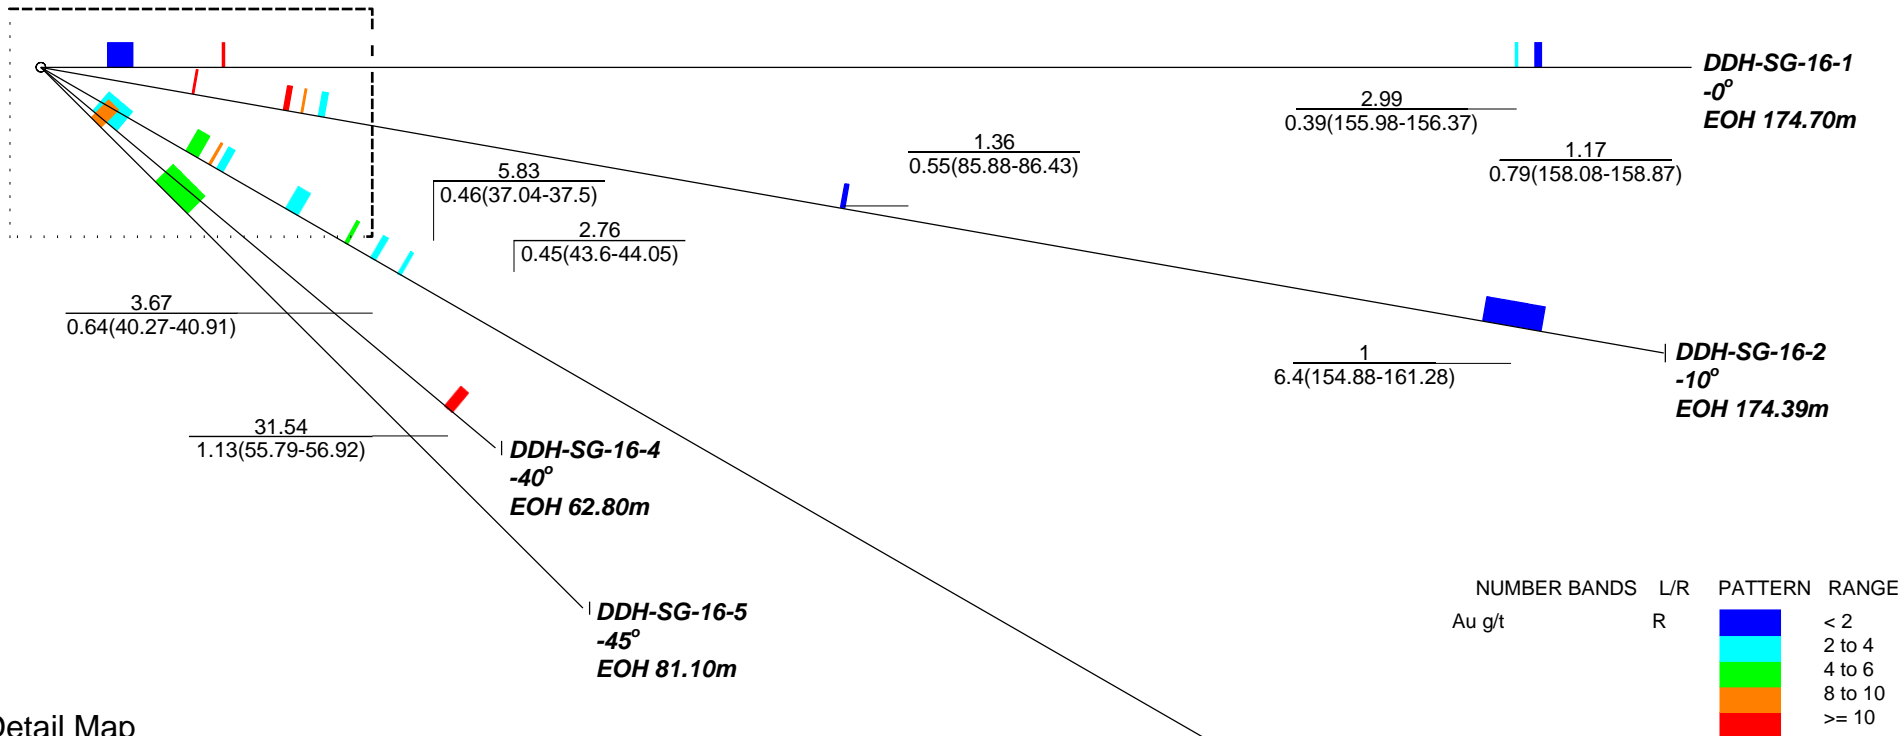 DDH-SG-16-1
-0°
EOH 174.70m
2.99
0.39(155.98-156.37)
1.17
0.79(158.08-158.87)
1.36
0.55(85.88-86.43)
5.83
0.46(37.04-37.5)
2.76
0.45(43.6-44.05)
3.67
0.64(40.27-40.91)
1
6.4(154.88-161.28)
DDH-SG-16-2
-10°
EOH 174.39m
31.54
1.13(55.79-56.92)
DDH-SG-16-4
-40°
EOH 62.80m
DDH-SG-16-5
-45°
EOH 81.10m
NUMBER BANDS L/R PATTERN RANGE
Au g/t R < 2
2 to 4
4 to 6
8 to 10
>= 10
Detail Map